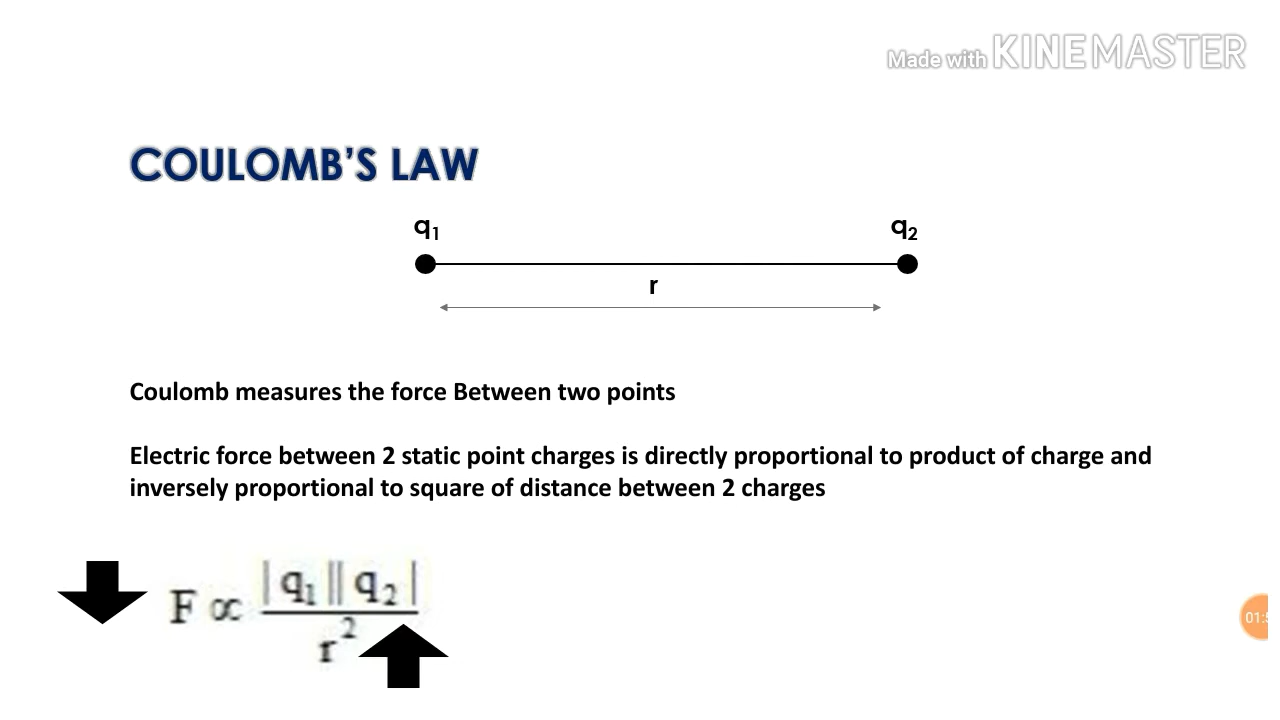 Made with KINEMASTER
COULOMB'S LAW
q₁ q₂
r
Coulomb measures the force Between two points
Electric force between 2 static point charges is directly proportional to product of charge and
inversely proportional to square of distance between 2 charges
F ∝ |q₁||q₂|
r²